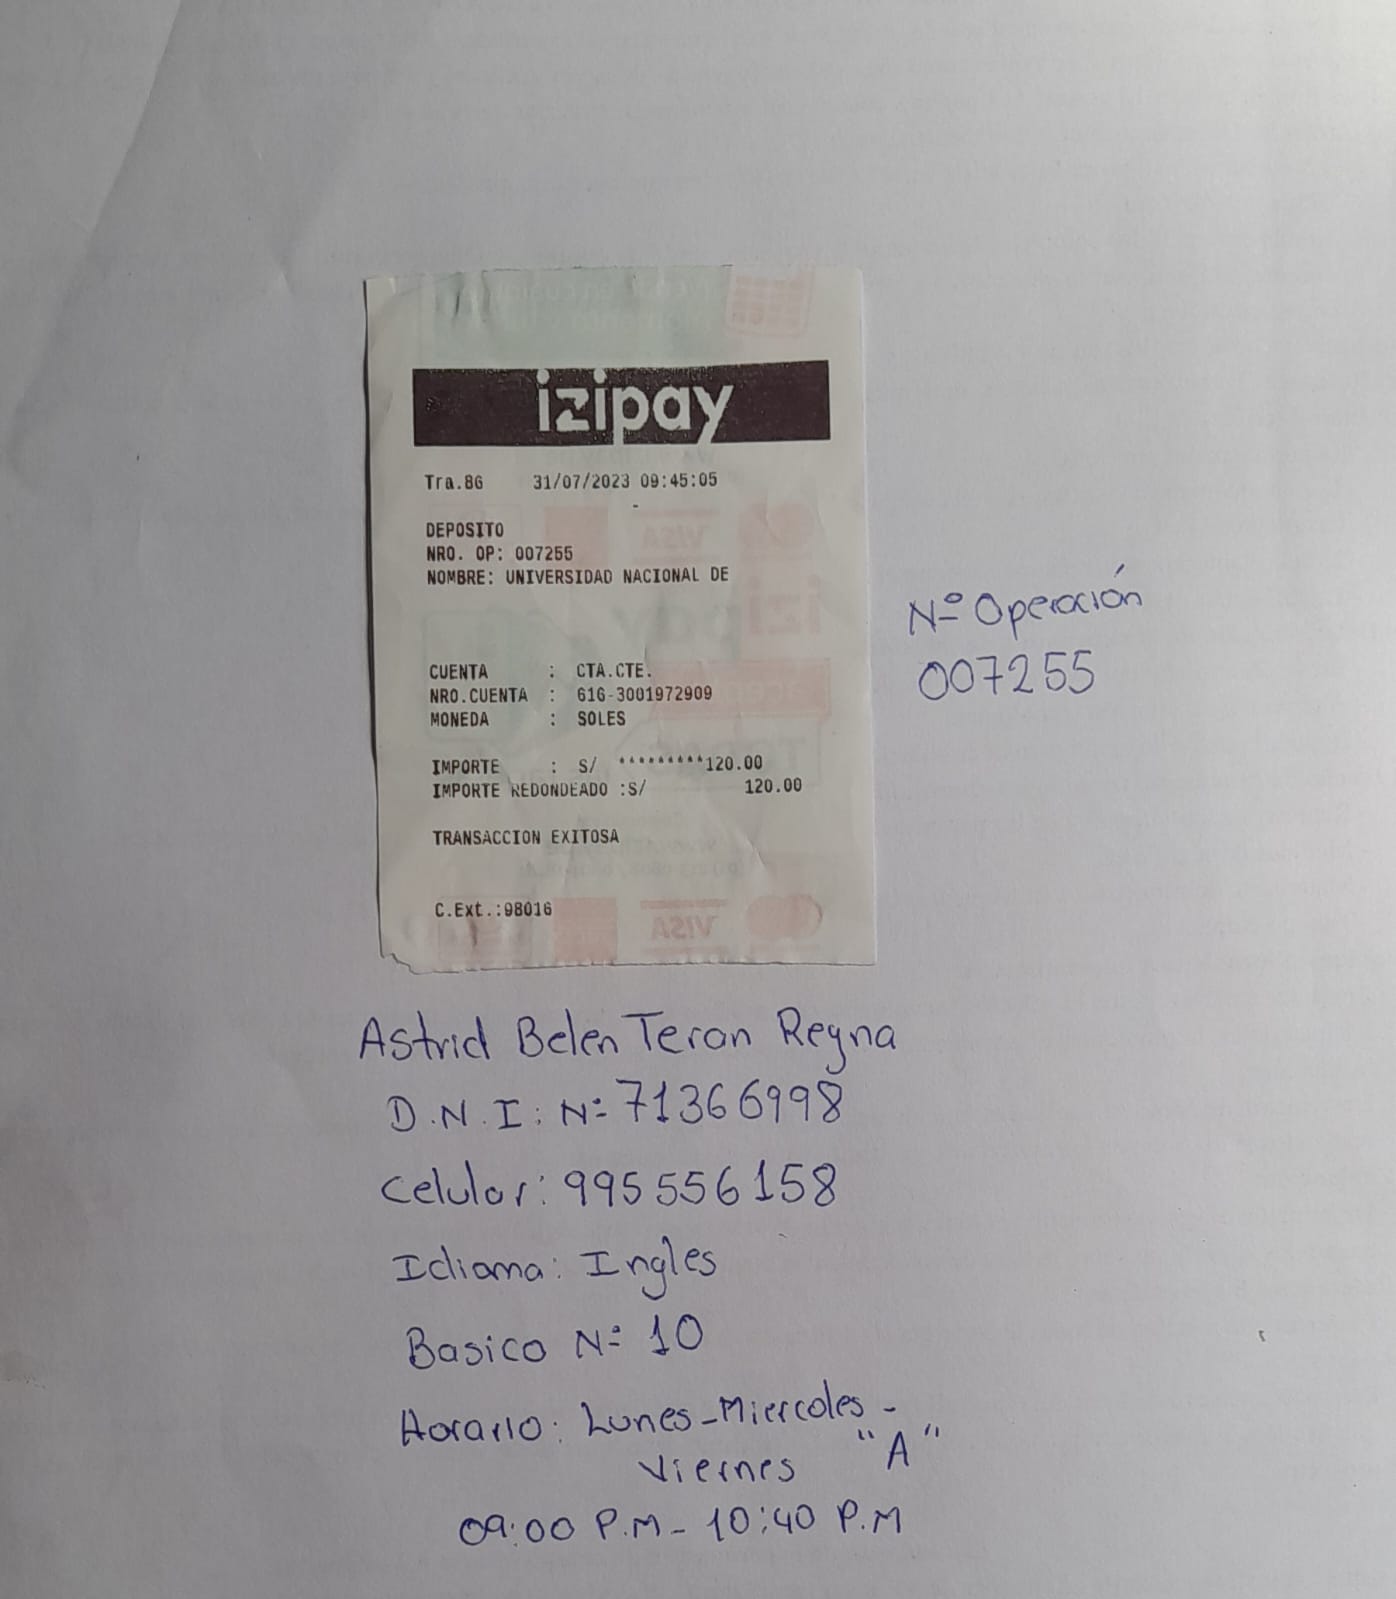 izipay
Tra.86 31/07/2023 09:45:05
DEPOSITO
NRO. OP: 007255
NOMBRE: UNIVERSIDAD NACIONAL DE
CUENTA : CTA.CTE.
NRO.CUENTA : 616-3001972909
MONEDA : SOLES
IMPORTE : S/ *********120.00
IMPORTE REDONDEADO :S/ 120.00
TRANSACCION EXITOSA
C.Ext.:98016
Nº Operación
007255
Astrid Belen Teran Reyna
D.N.I: Nº 71366998
Celular: 995556158
Idioma: Ingles
Basico Nº 10
Horario: Lunes-Miercoles-
Viernes "A"
09:00 P.M - 10:40 P.M